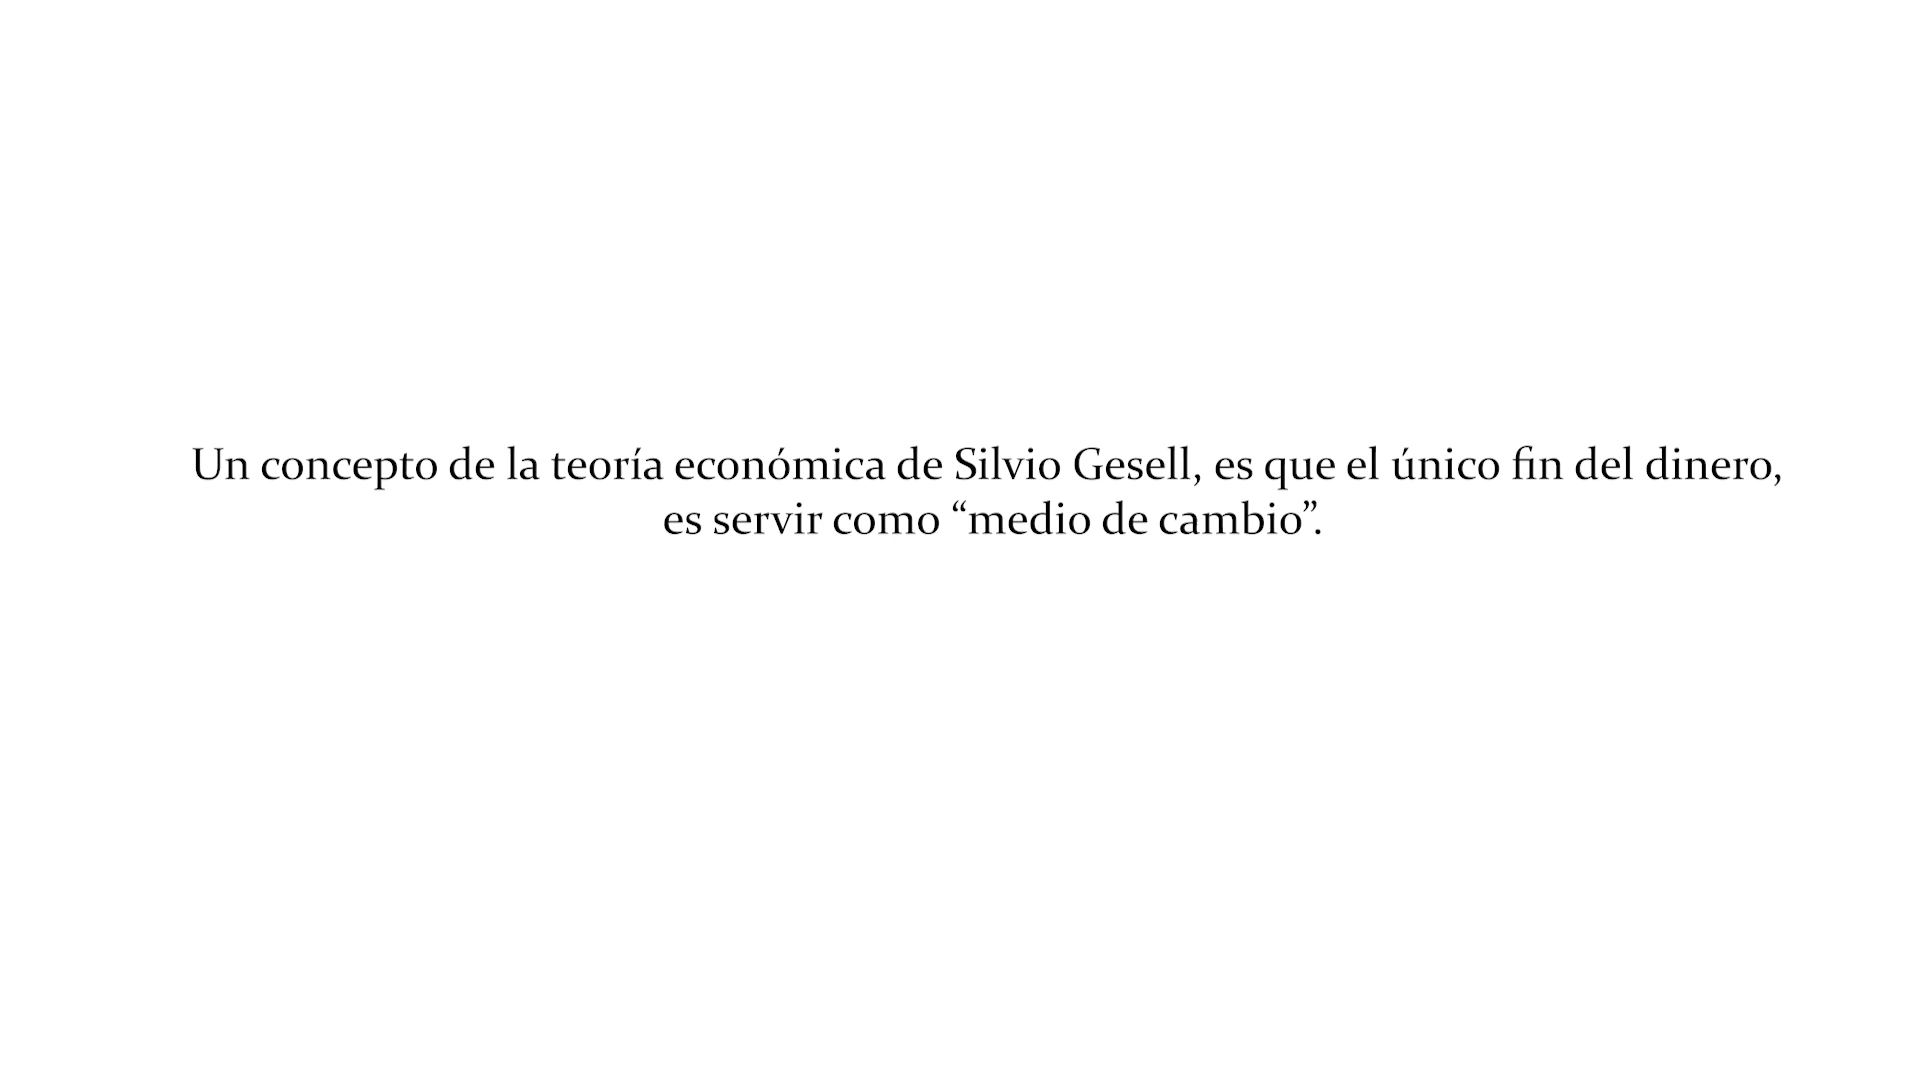 Un concepto de la teoría económica de Silvio Gesell, es que el único fin del dinero,
es servir como “medio de cambio”.